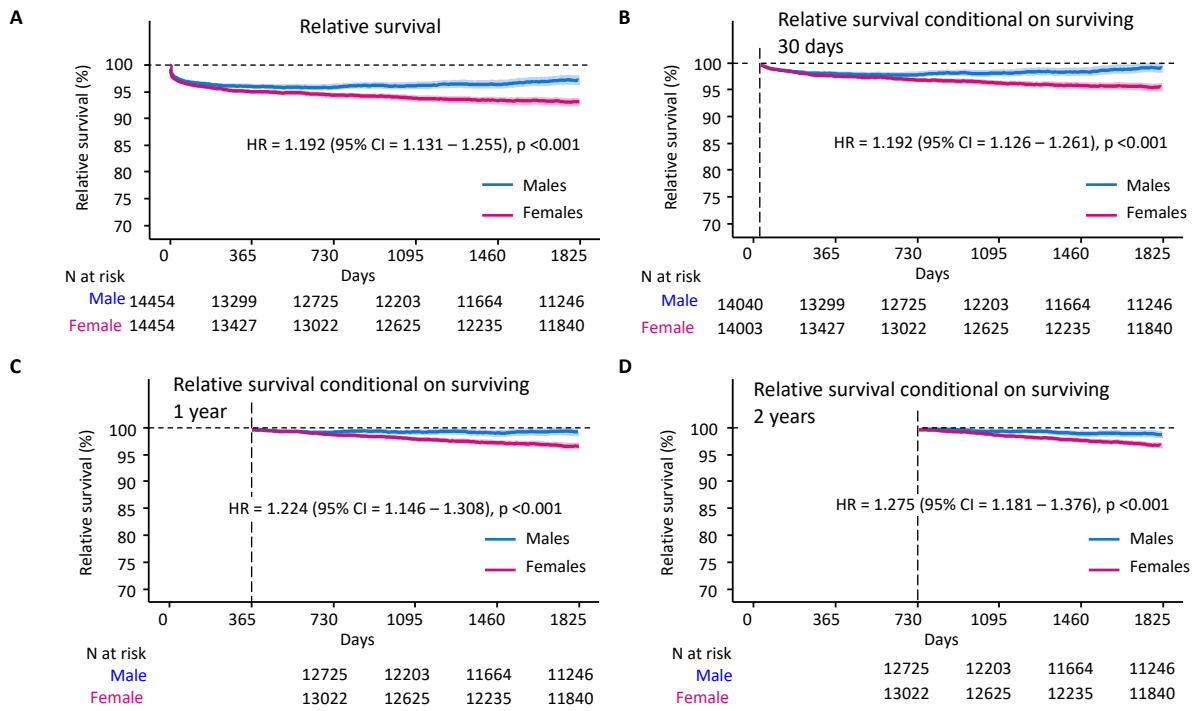 A
Relative survival
Relative survival (%)
100
95
90
85
80
75
70
HR = 1.192 (95% CI = 1.131 – 1.255), p <0.001
Males
Females
0 365 730 1095 1460 1825
Days
N at risk
Male 14454 13299 12725 12203 11664 11246
Female 14454 13427 13022 12625 12235 11840
B
Relative survival conditional on surviving
30 days
Relative survival (%)
100
95
90
85
80
75
70
HR = 1.192 (95% CI = 1.126 – 1.261), p <0.001
Males
Females
0 365 730 1095 1460 1825
Days
N at risk
Male 14040 13299 12725 12203 11664 11246
Female 14003 13427 13022 12625 12235 11840
C
Relative survival conditional on surviving
1 year
Relative survival (%)
100
95
90
85
80
75
70
HR = 1.224 (95% CI = 1.146 – 1.308), p <0.001
Males
Females
0 365 730 1095 1460 1825
Days
N at risk
Male 12725 12203 11664 11246
Female 13022 12625 12235 11840
D
Relative survival conditional on surviving
2 years
Relative survival (%)
100
95
90
85
80
75
70
HR = 1.275 (95% CI = 1.181 – 1.376), p <0.001
Males
Females
0 365 730 1095 1460 1825
Days
N at risk
Male 12725 12203 11664 11246
Female 13022 12625 12235 11840